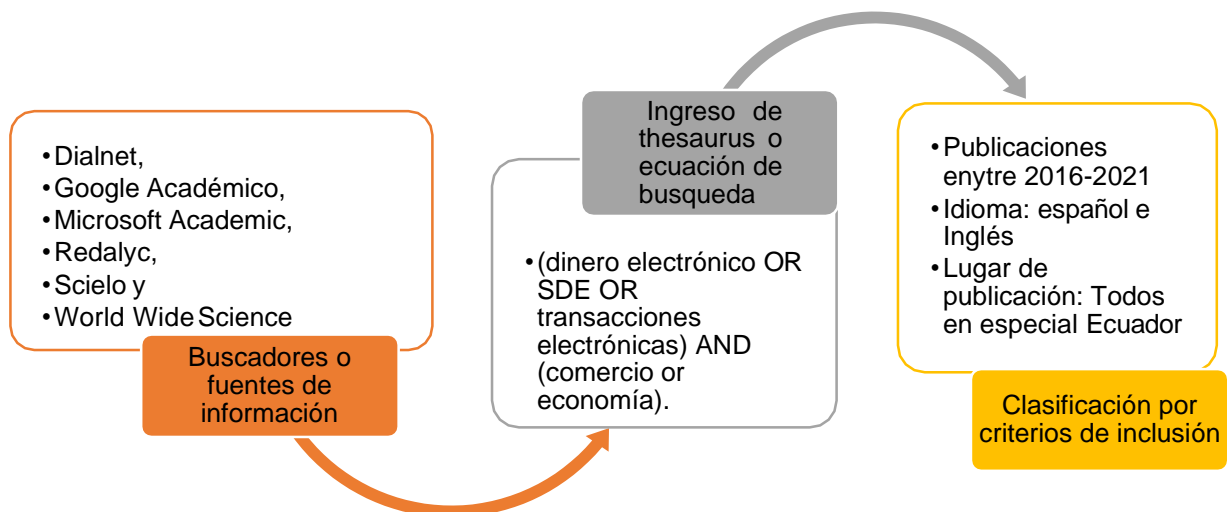 •Dialnet,
•Google Académico,
•Microsoft Academic,
•Redalyc,
•Scielo y
•World Wide Science
Buscadores o
fuentes de
información
Ingreso de
thesaurus o
ecuación de
busqueda
•(dinero electrónico OR
SDE OR
transacciones
electrónicas) AND
(comercio or
economía).
•Publicaciones
enytre 2016-2021
•Idioma: español e
Inglés
•Lugar de
publicación: Todos
en especial Ecuador
Clasificación por
criterios de inclusión